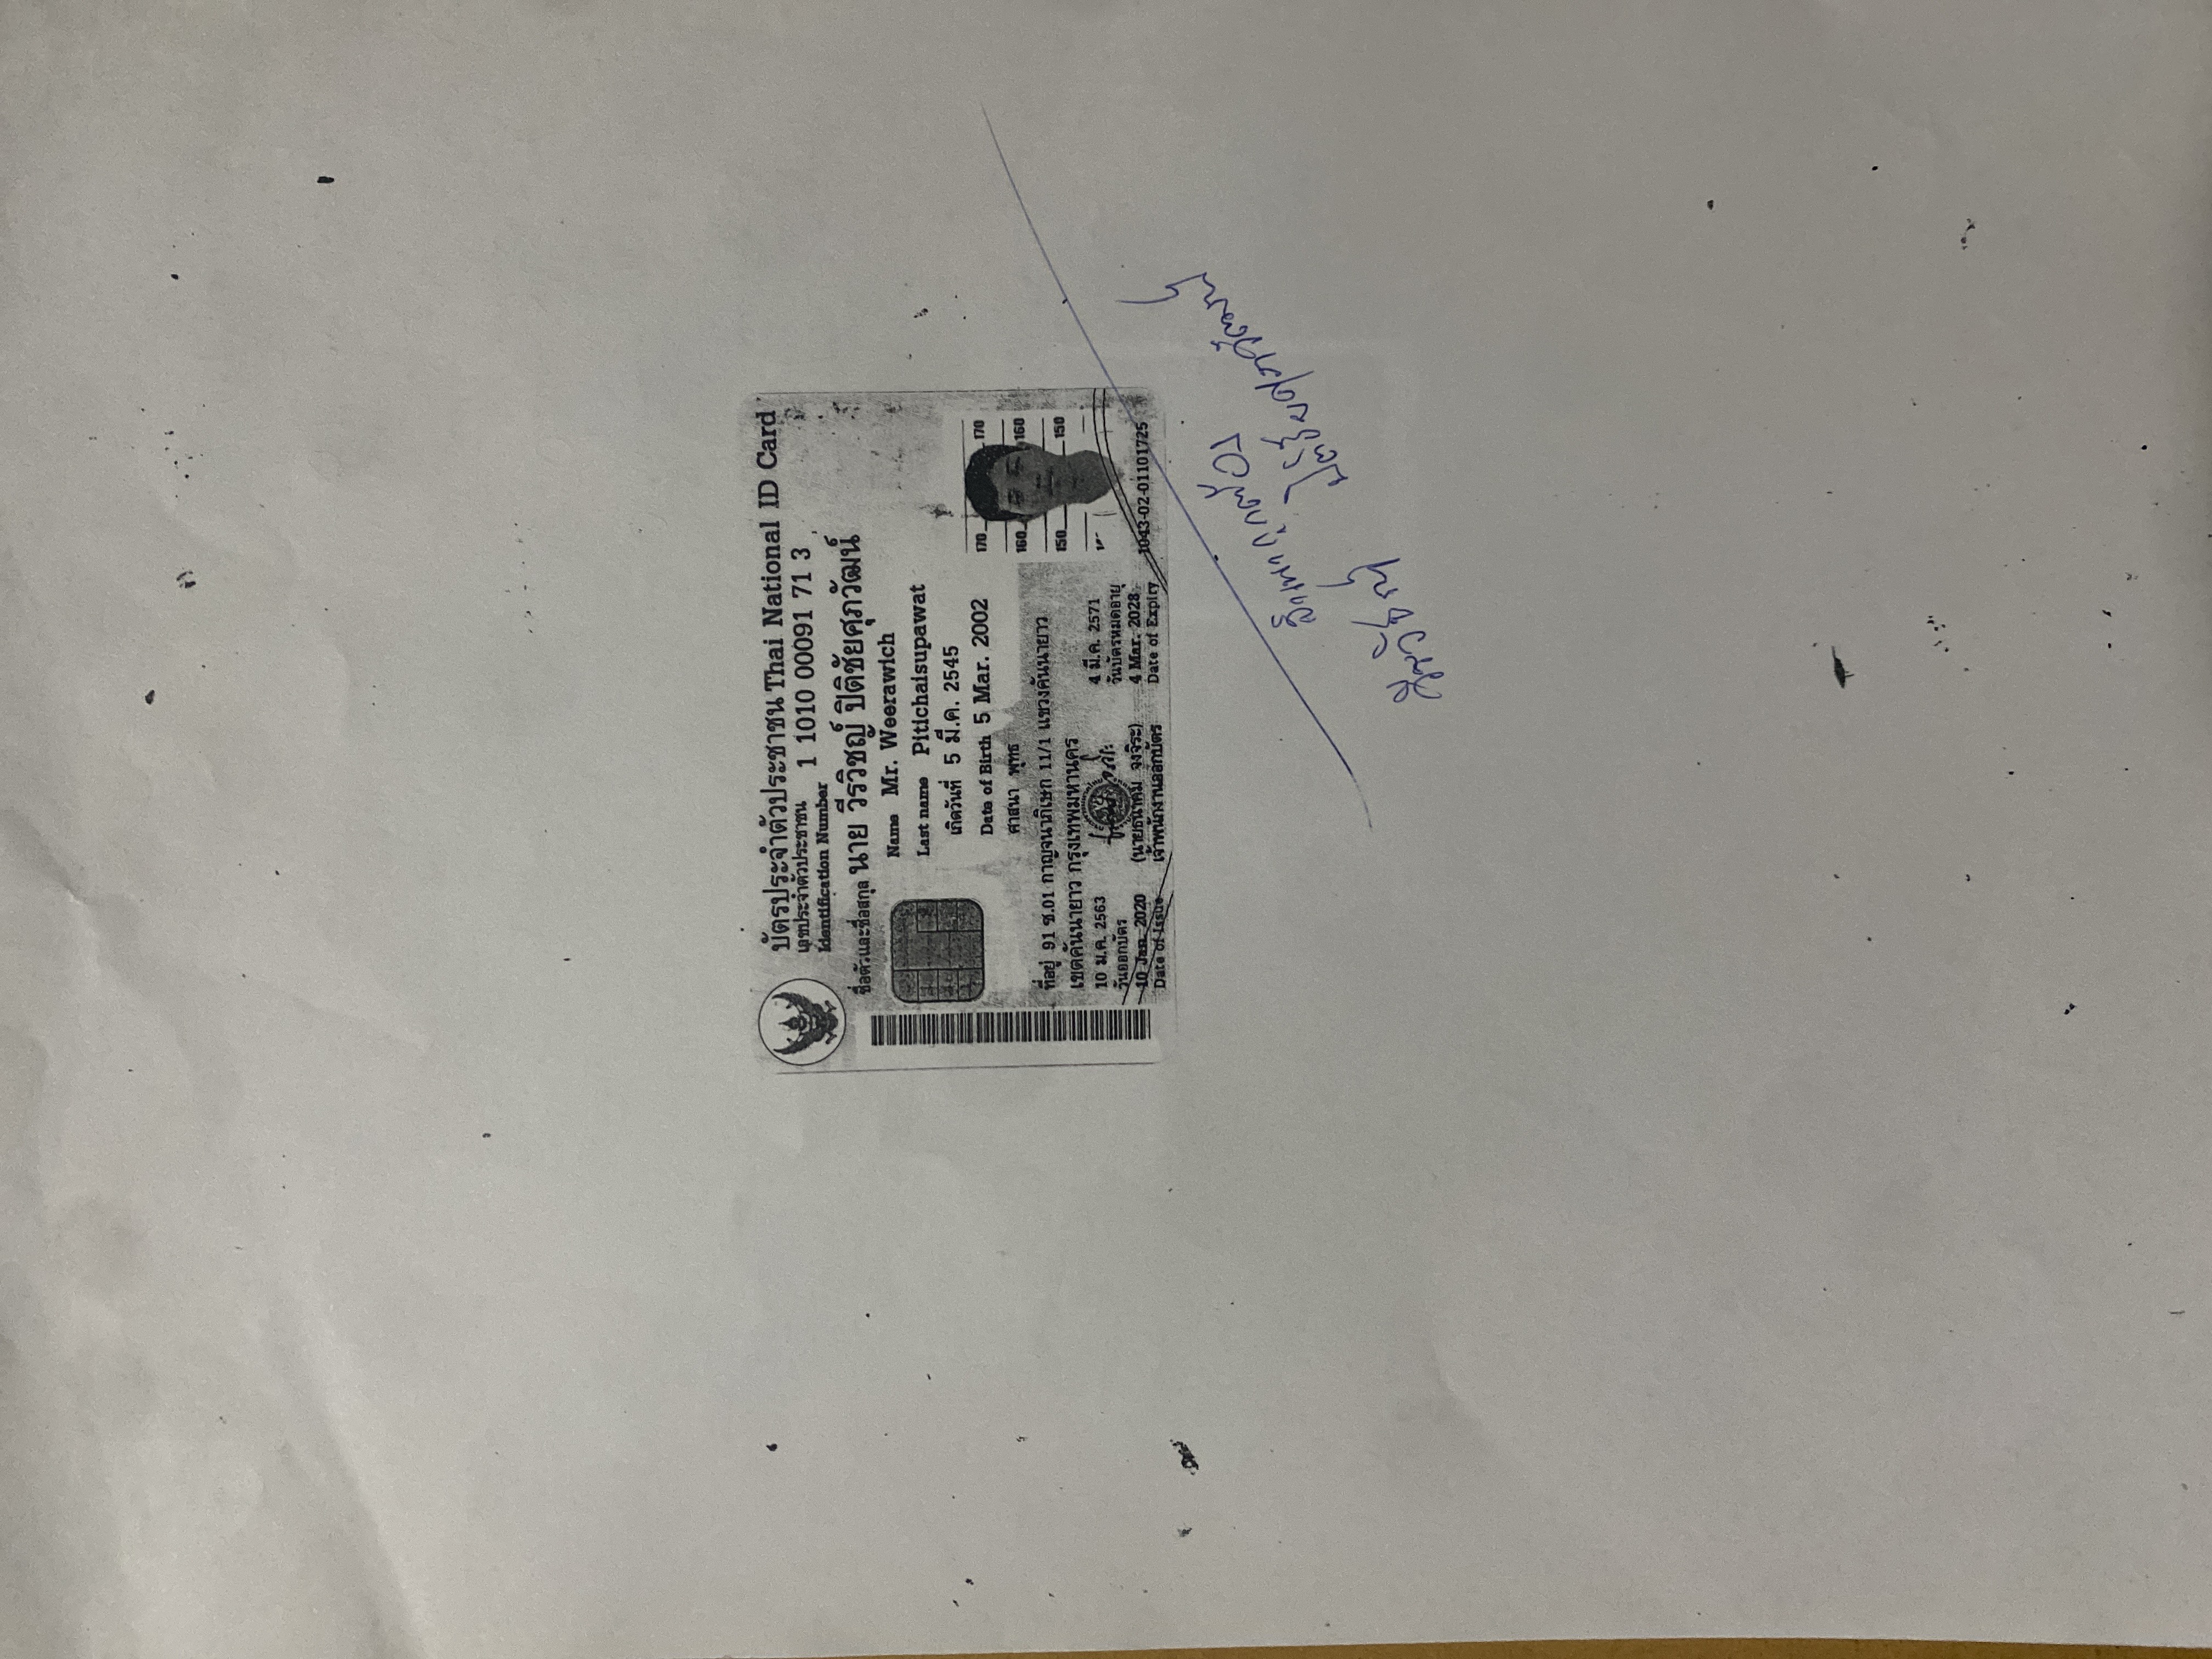 บัตรประจำตัวประชาชน Thai National ID Card
เลขประจำตัวประชาชน
Identification Number 1 1010 00091 71 3
ชื่อตัวและชื่อสกุล นาย วีรวิชญ์ ปิติชัยศุภวัฒน์
Name Mr. Weerawich
Last name Pitichaisupawat
เกิดวันที่ 5 มี.ค. 2545
Date of Birth 5 Mar. 2002
ศาสนา พุทธ
ที่อยู่ 91 ซ.01 กาญจนาภิเษก 11/1 แขวงคันนายาว
เขตคันนายาว กรุงเทพมหานคร
10 ม.ค. 2563
วันออกบัตร
10 Jan. 2020
Date of Issue
(นายธนาคม จงจิระ)
เจ้าพนักงานออกบัตร
4 มี.ค. 2571
วันบัตรหมดอายุ
4 Mar. 2028
Date of Expiry
170 170
160 160
150 150
1043-02-01101725
สำเนาถูกต้อง
วีรวิชญ์ ปิติชัยศุภวัฒน์